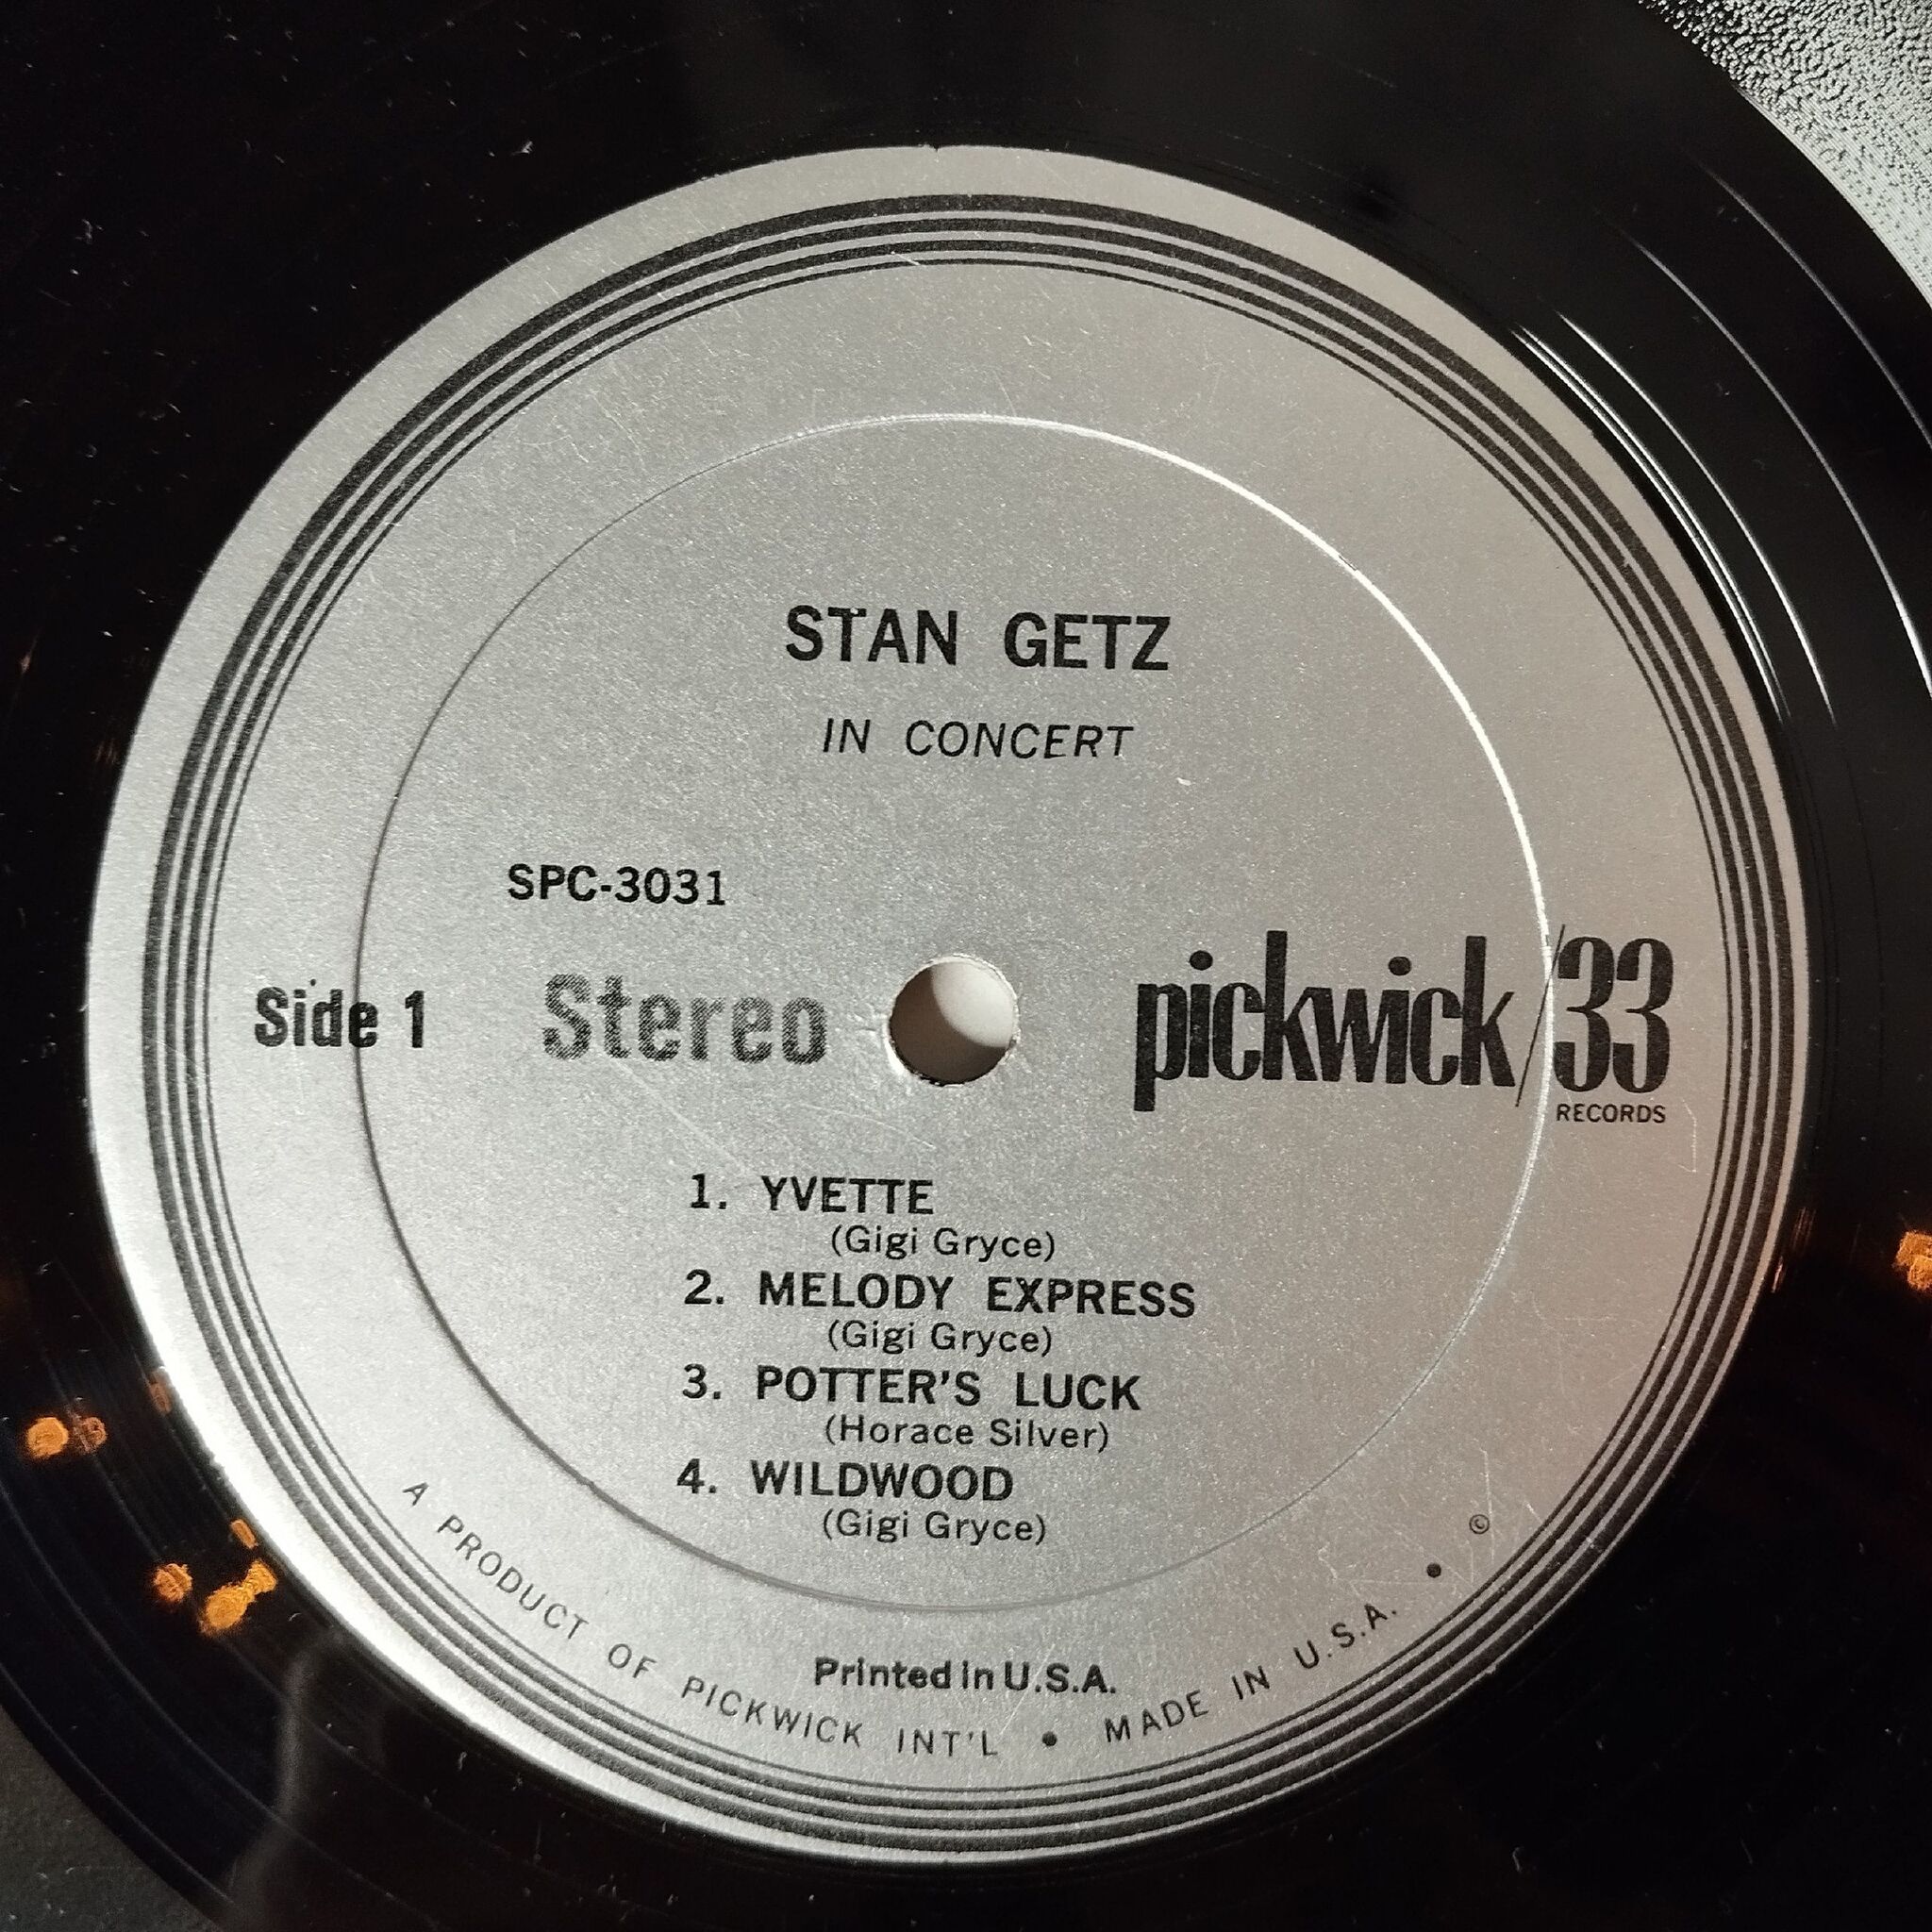 STAN GETZ
IN CONCERT
SPC-3031
Side 1 Stereo
pickwick/33
RECORDS
1. YVETTE
(Gigi Gryce)
2. MELODY EXPRESS
(Gigi Gryce)
3. POTTER'S LUCK
(Horace Silver)
4. WILDWOOD
(Gigi Gryce)
Printed in U.S.A.
A PRODUCT OF PICKWICK INT'L • MADE IN U.S.A. • ©